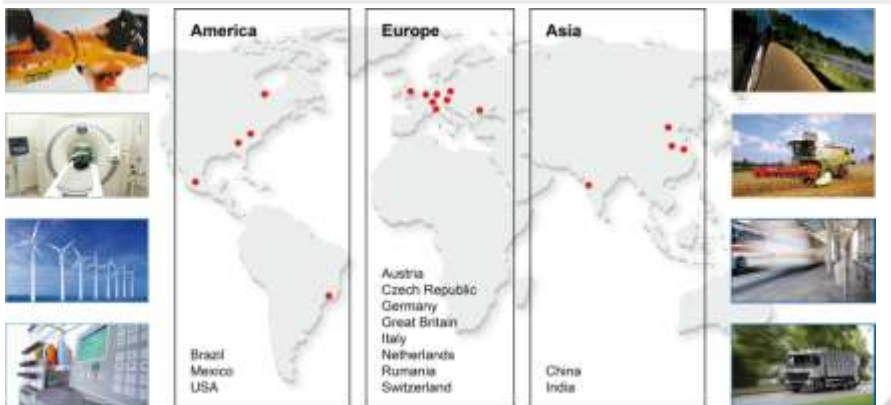 America
Brazil
Mexico
USA
Europe
Austria
Czech Republic
Germany
Great Britain
Italy
Netherlands
Rumania
Switzerland
Asia
China
India